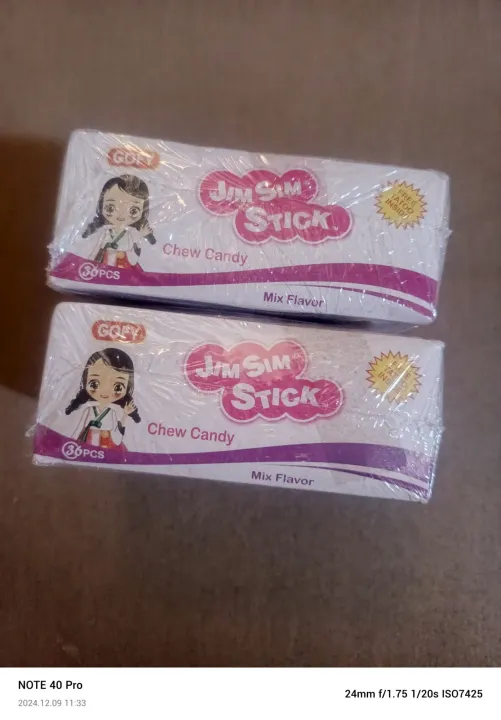 GOFY
JIM SIM
STICK
Chew Candy
36PCS
Mix Flavor
GOFY
JIM SIM
STICK
Chew Candy
36PCS
Mix Flavor
NOTE 40 Pro
2024.12.09 11:33
24mm f/1.75 1/20s ISO7425